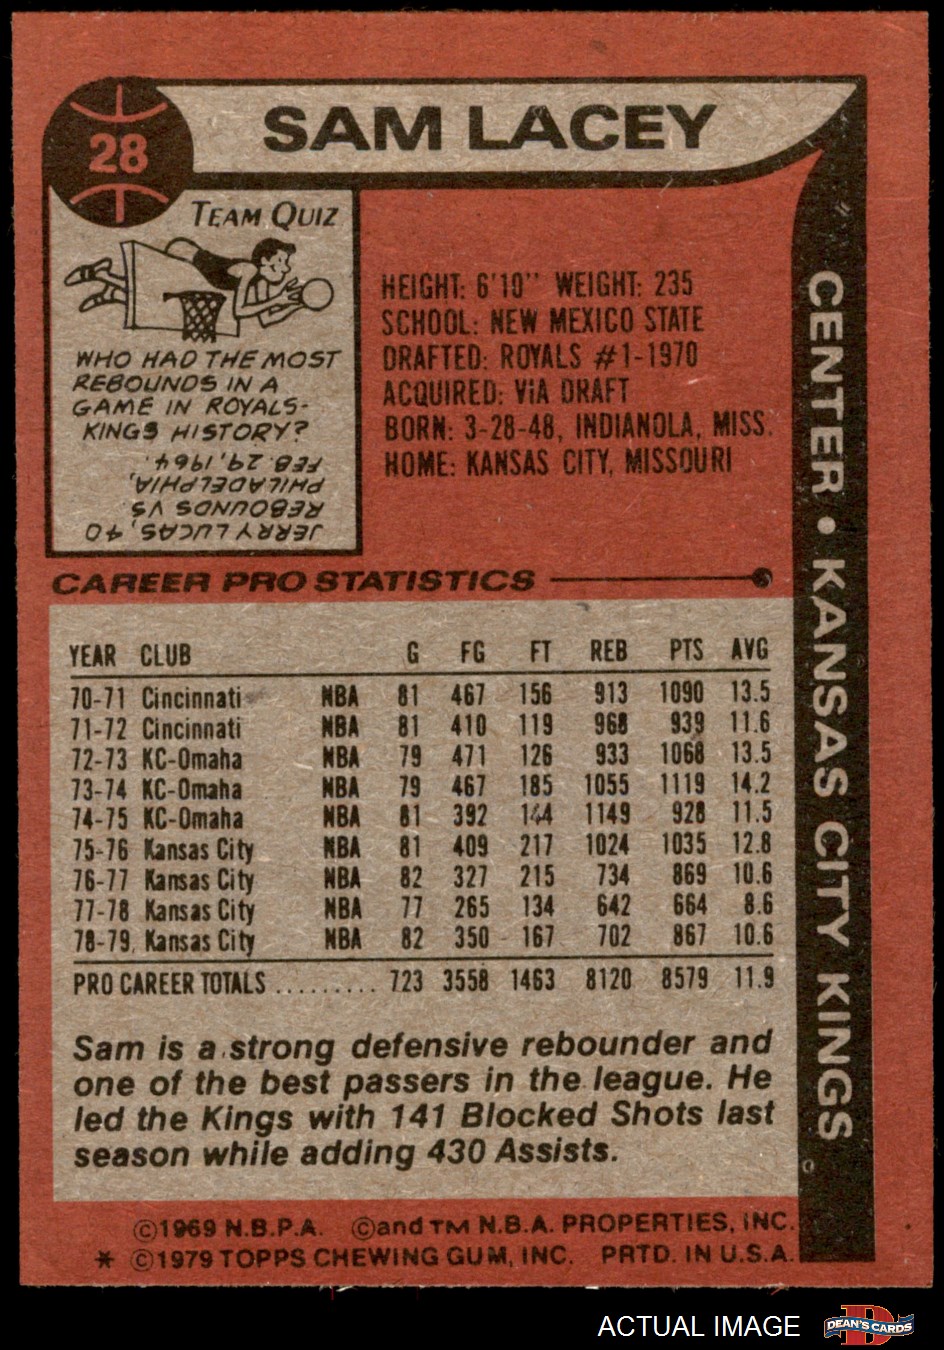 28
SAM LACEY
TEAM QUIZ
WHO HAD THE MOST
REBOUNDS IN A
GAME IN ROYALS-
KINGS HISTORY?
JERRY LUCAS, 40
REBOUNDS VS.
PHILADELPHIA,
FEB. 29, 1964.
HEIGHT: 6'10" WEIGHT: 235
SCHOOL: NEW MEXICO STATE
DRAFTED: ROYALS #1-1970
ACQUIRED: VIA DRAFT
BORN: 3-28-48, INDIANOLA, MISS.
HOME: KANSAS CITY, MISSOURI
CENTER • KANSAS CITY KINGS
CAREER PRO STATISTICS
YEAR CLUB G FG FT REB PTS AVG
70-71 Cincinnati NBA 81 467 156 913 1090 13.5
71-72 Cincinnati NBA 81 410 119 968 939 11.6
72-73 KC-Omaha NBA 79 471 126 933 1068 13.5
73-74 KC-Omaha NBA 79 467 185 1055 1119 14.2
74-75 KC-Omaha NBA 81 392 144 1149 928 11.5
75-76 Kansas City NBA 81 409 217 1024 1035 12.8
76-77 Kansas City NBA 82 327 215 734 869 10.6
77-78 Kansas City NBA 77 265 134 642 664 8.6
78-79 Kansas City NBA 82 350 167 702 867 10.6
PRO CAREER TOTALS ......... 723 3558 1463 8120 8579 11.9
Sam is a strong defensive rebounder and
one of the best passers in the league. He
led the Kings with 141 Blocked Shots last
season while adding 430 Assists.
©1969 N.B.P.A. ©and TM N.B.A. PROPERTIES, INC.
* ©1979 TOPPS CHEWING GUM, INC. PRTD. IN U.S.A.
ACTUAL IMAGE
D
DEAN'S CARDS